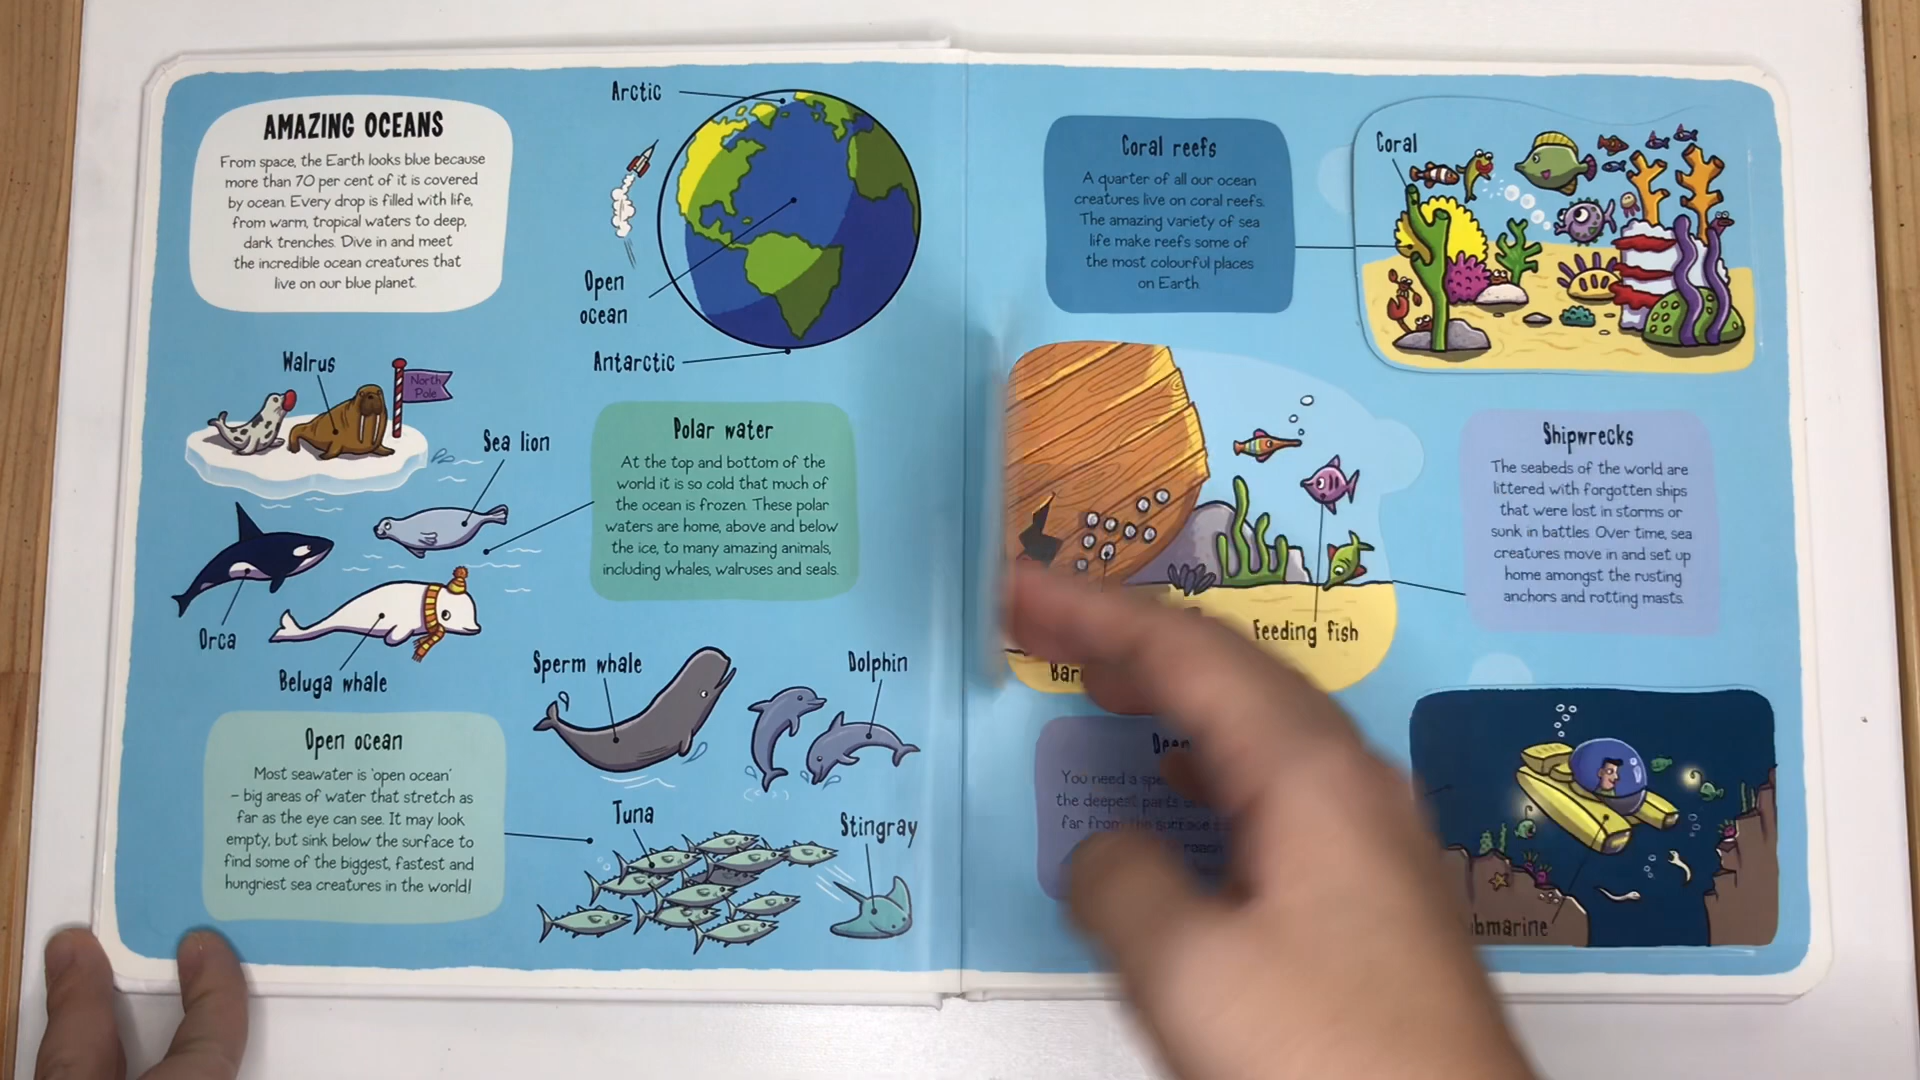 AMAZING OCEANS
From space, the Earth looks blue because
more than 70 per cent of it is covered
by ocean. Every drop is filled with life,
from warm, tropical waters to deep,
dark trenches. Dive in and meet
the incredible ocean creatures that
live on our blue planet.
Arctic
Open
ocean
Antarctic
Walrus
North
Pole
Sea lion
Orca
Beluga whale
Polar water
At the top and bottom of the
world it is so cold that much of
the ocean is frozen. These polar
waters are home, above and below
the ice, to many amazing animals,
including whales, walruses and seals.
Open ocean
Most seawater is 'open ocean'
– big areas of water that stretch as
far as the eye can see. It may look
empty, but sink below the surface to
find some of the biggest, fastest and
hungriest sea creatures in the world!
Sperm whale
Dolphin
Tuna
Stingray
Coral reefs
A quarter of all our ocean
creatures live on coral reefs.
The amazing variety of sea
life make reefs some of
the most colourful places
on Earth.
Coral
Feeding fish
Shipwrecks
The seabeds of the world are
littered with forgotten ships
that were lost in storms or
sunk in battles. Over time, sea
creatures move in and set up
home amongst the rusting
anchors and rotting masts.
You need a
the deepest parts
far from the surface